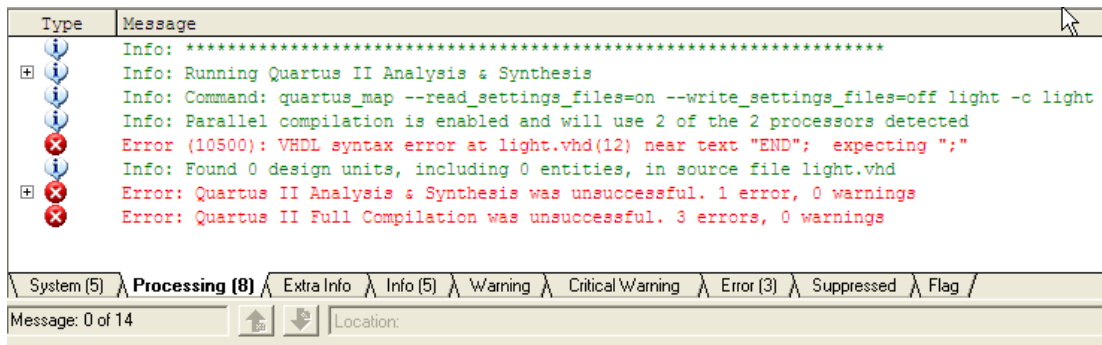 Type Message
Info: *******************************************************************
Info: Running Quartus II Analysis & Synthesis
Info: Command: quartus_map --read_settings_files=on --write_settings_files=off light -c light
Info: Parallel compilation is enabled and will use 2 of the 2 processors detected
Error (10500): VHDL syntax error at light.vhd(12) near text "END";  expecting ";"
Info: Found 0 design units, including 0 entities, in source file light.vhd
Error: Quartus II Analysis & Synthesis was unsuccessful. 1 error, 0 warnings
Error: Quartus II Full Compilation was unsuccessful. 3 errors, 0 warnings
System (5) Processing (8) Extra Info Info (5) Warning Critical Warning Error (3) Suppressed Flag
Message: 0 of 14 Location: